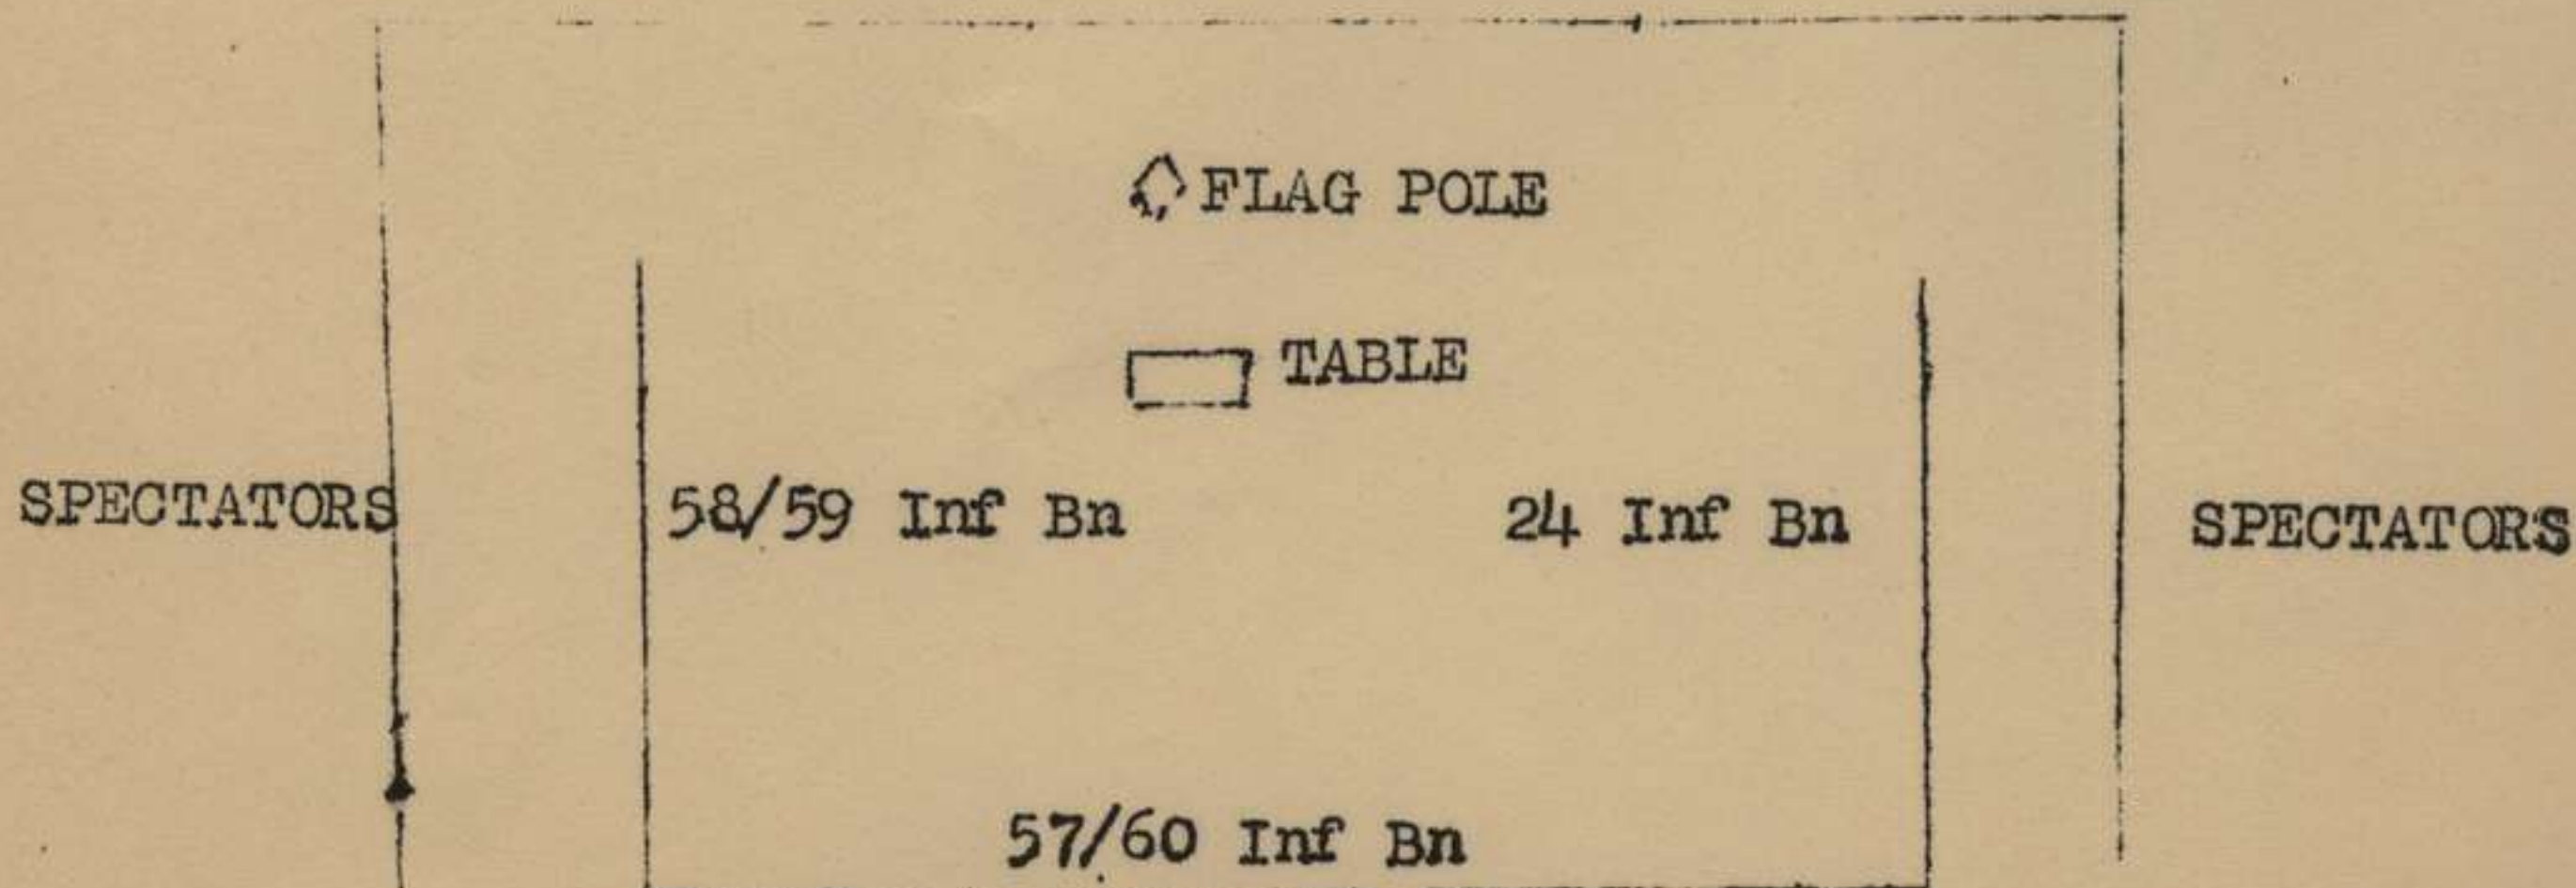 FLAG POLE
TABLE
SPECTATORS 58/59 Inf Bn 24 Inf Bn SPECTATORS
57/60 Inf Bn